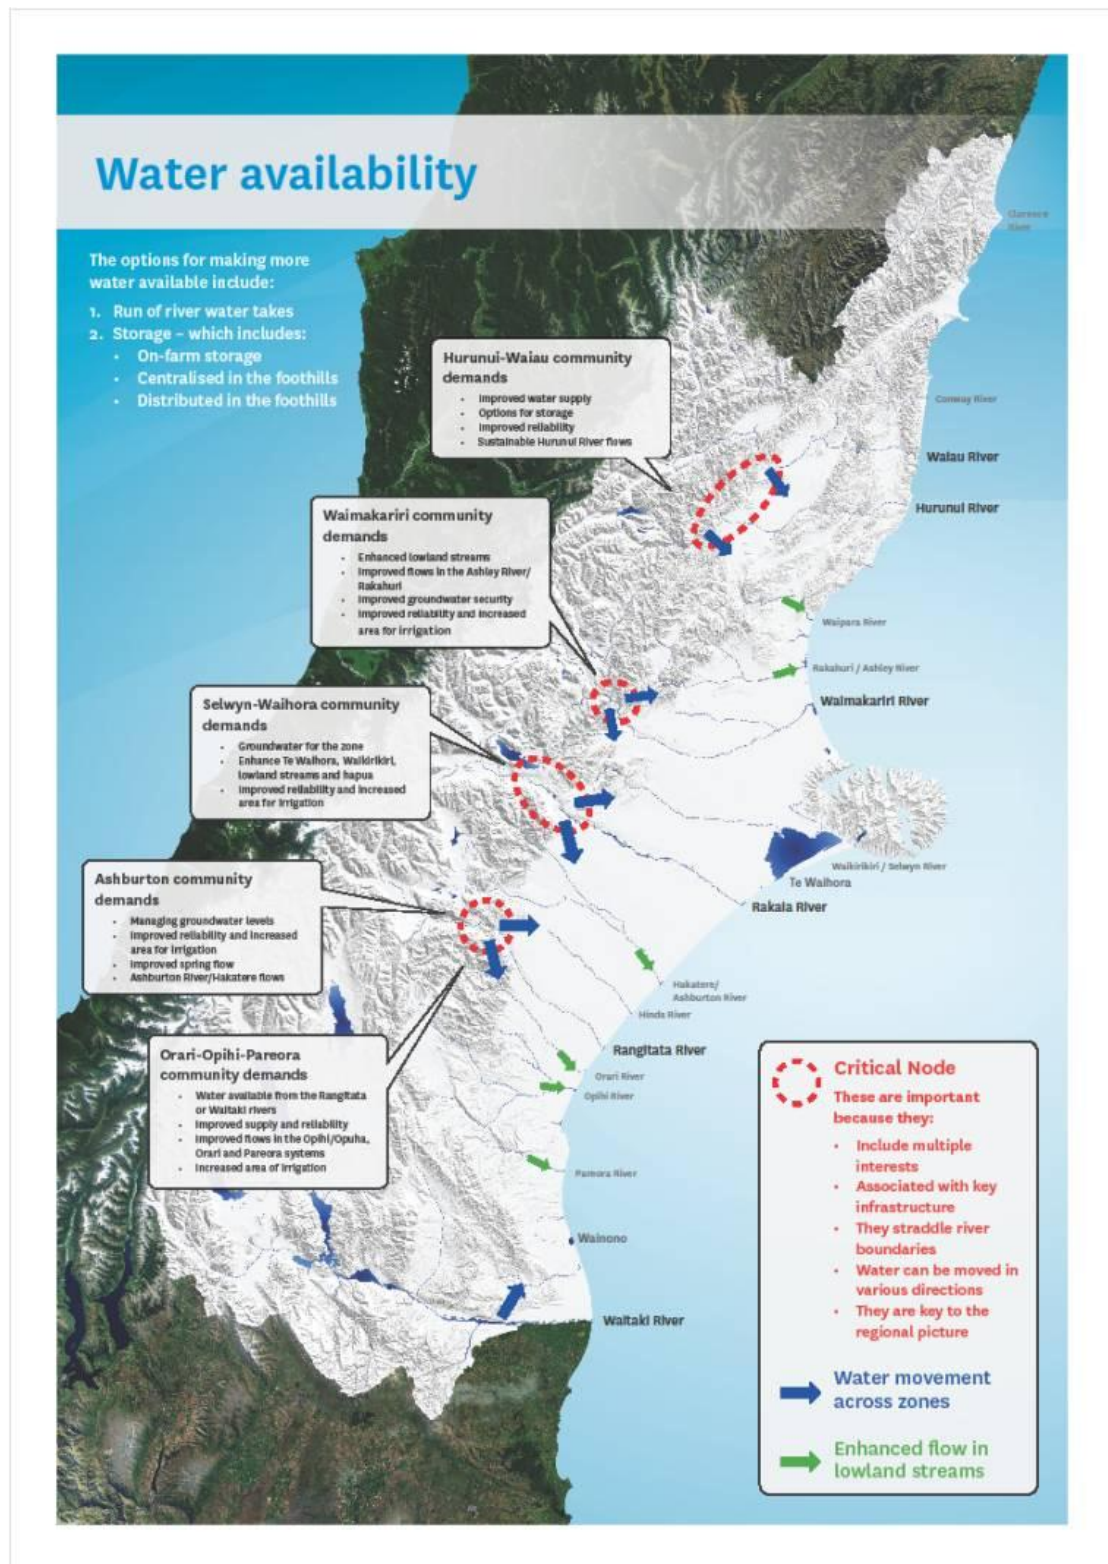 Water availability
The options for making more
water available include:
1. Run of river water takes
2. Storage – which includes:
• On-farm storage
• Centralised in the foothills
• Distributed in the foothills
Hurunui-Waiau community
demands
• Improved water supply
• Options for storage
• Improved reliability
• Sustainable Hurunui River flows
Waimakariri community
demands
• Enhanced lowland streams
• Improved flows in the Ashley River/
Rakahuri
• Improved groundwater security
• Improved reliability and increased
area for irrigation
Selwyn-Waihora community
demands
• Groundwater for the zone
• Enhance Te Waihora, Waikirikiri,
lowland streams and hapua
• Improved reliability and increased
area for irrigation
Ashburton community
demands
• Managing groundwater levels
• Improved reliability and increased
area for irrigation
• Improved spring flow
• Ashburton River/Hakatere flows
Orari-Opihi-Pareora
community demands
• Water available from the Rangitata
or Waitaki rivers
• Improved supply and reliability
• Improved flows in the Opihi/Opuha,
Orari and Pareora systems
• Increased area of irrigation
Clarence
River
Conway River
Waiau River
Hurunui River
Waipara River
Rakahuri / Ashley River
Waimakariri River
Waikirikiri / Selwyn River
Te Waihora
Rakaia River
Hakatere/
Ashburton River
Hinds River
Rangitata River
Orari River
Opihi River
Pareora River
Wainono
Waitaki River
Critical Node
These are important
because they:
• Include multiple
interests
• Associated with key
infrastructure
• They straddle river
boundaries
• Water can be moved in
various directions
• They are key to the
regional picture
Water movement
across zones
Enhanced flow in
lowland streams